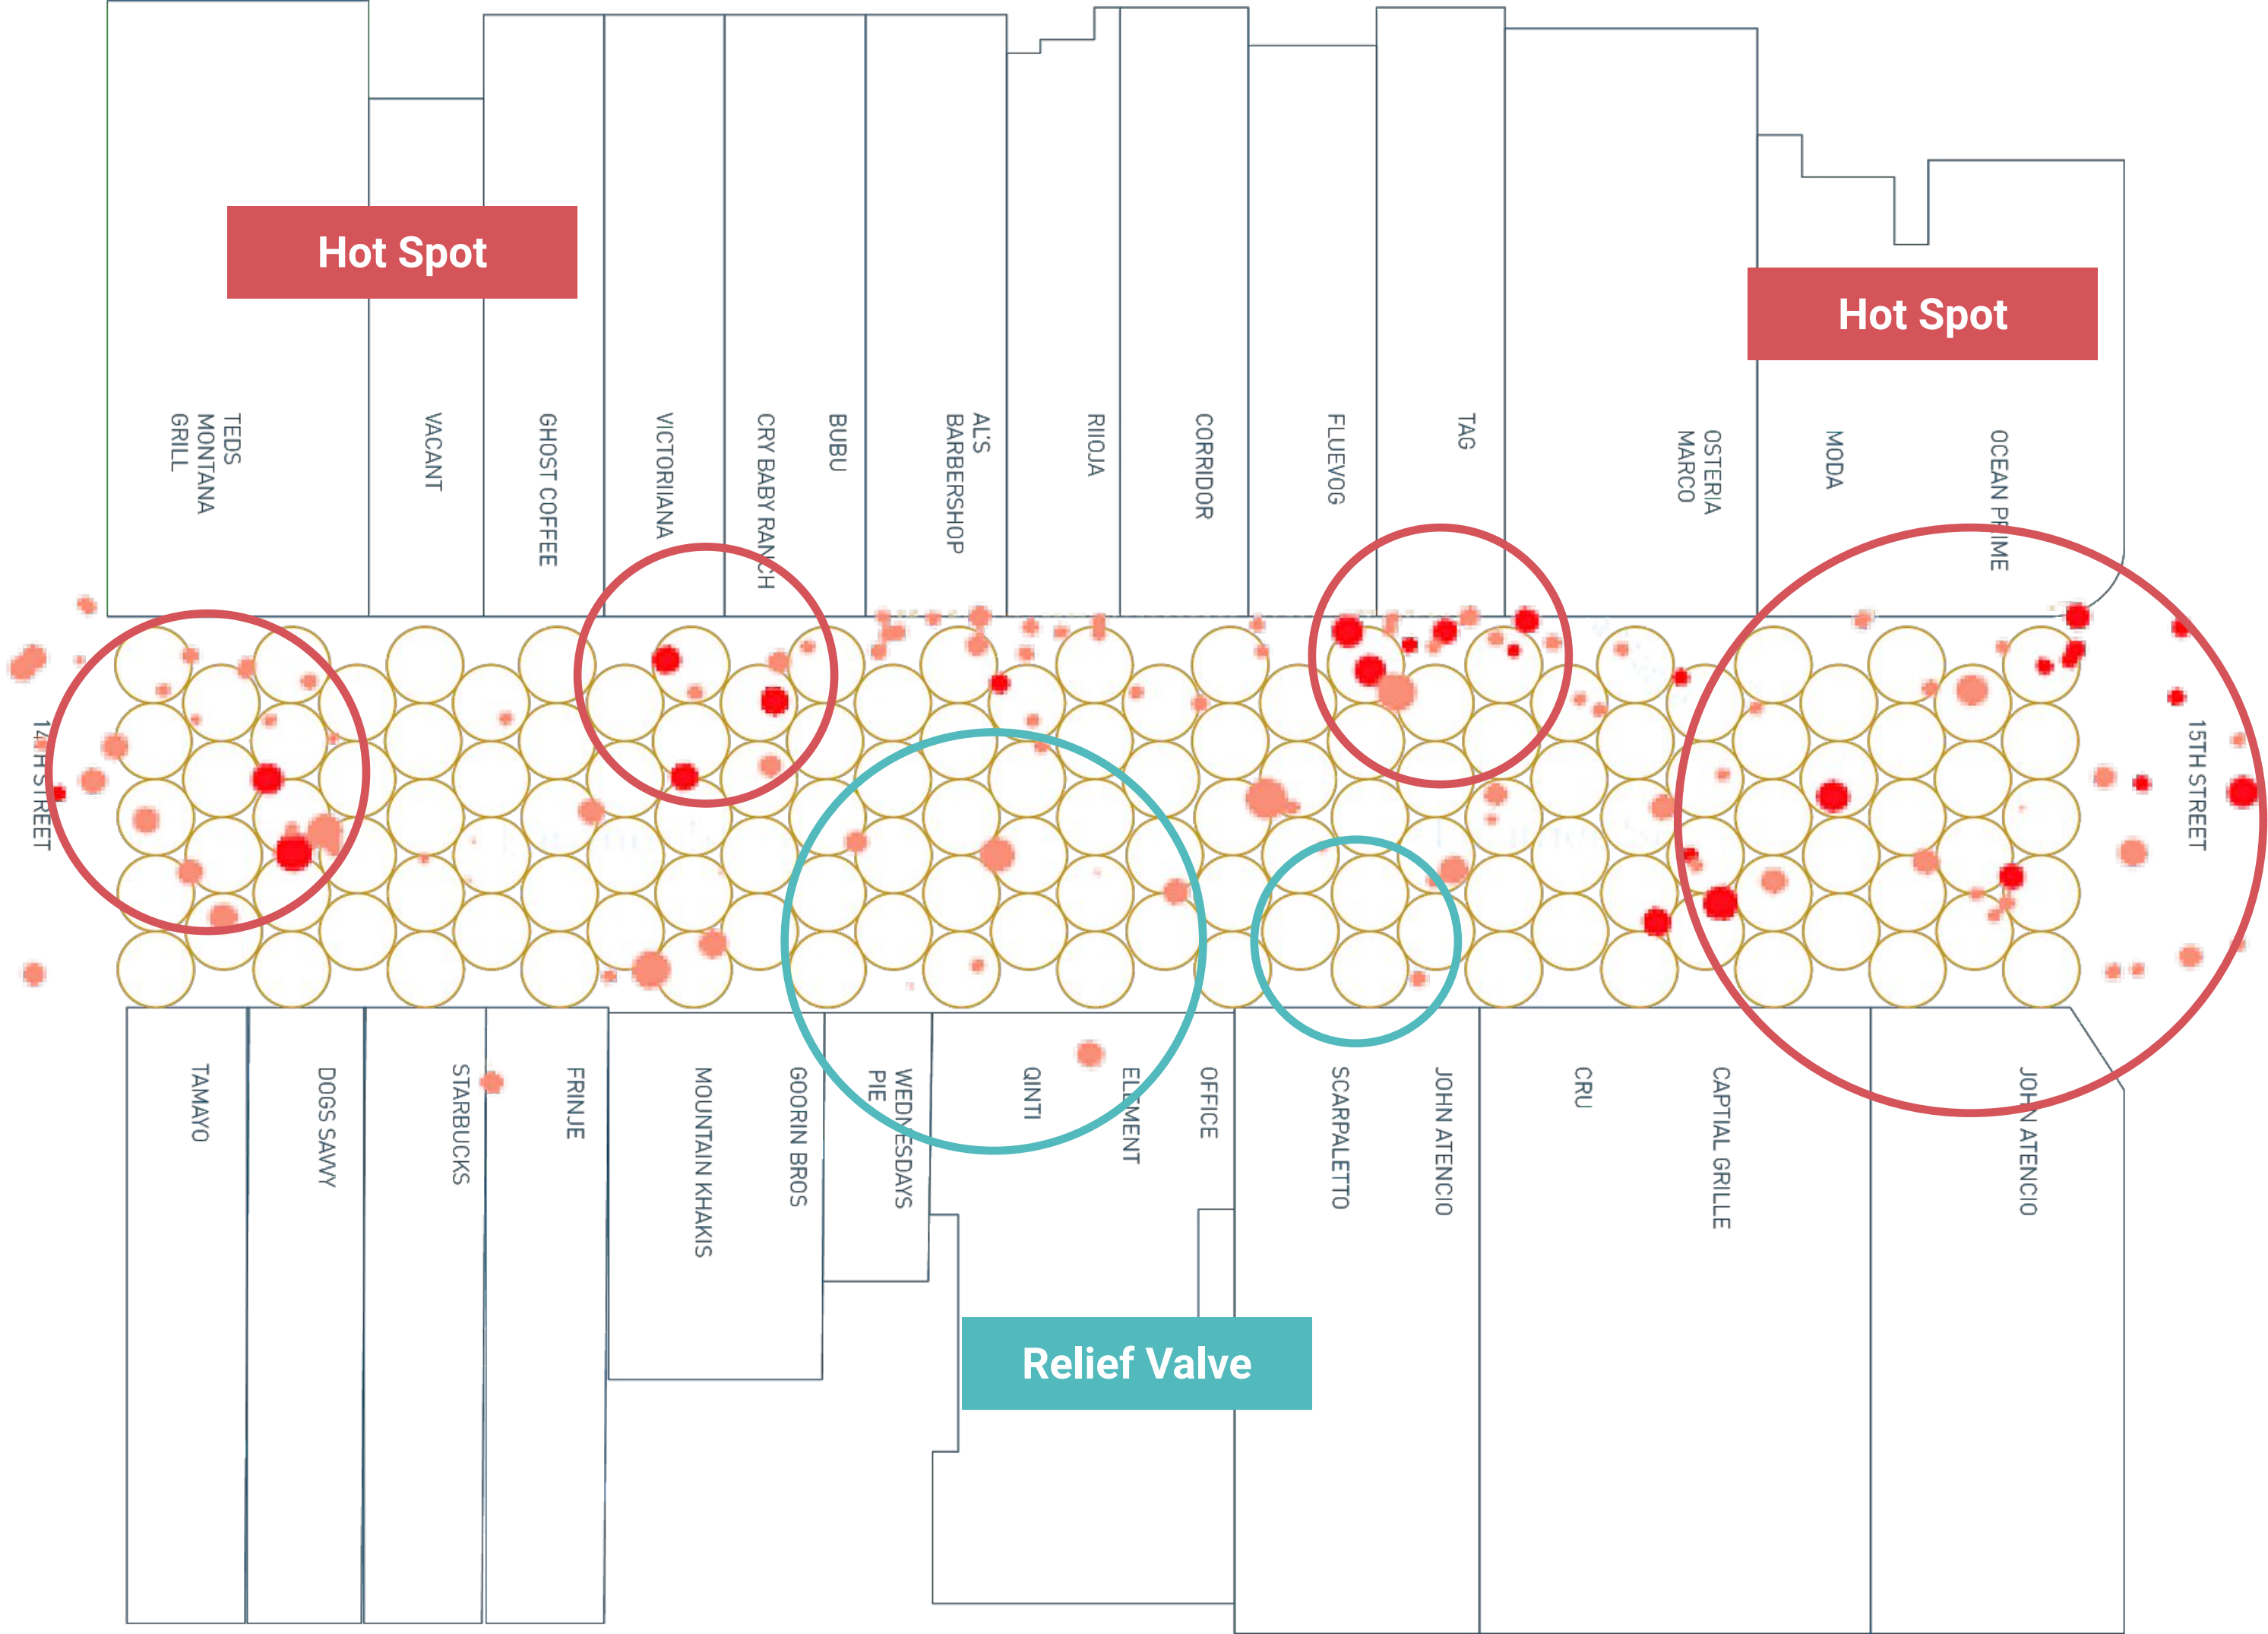 Hot Spot
Hot Spot
TEDS
MONTANA
GRILL
VACANT
GHOST COFFEE
VICTORIIANA
CRY BABY RANCH
BUBU
AL'S
BARBERSHOP
RIIOJA
CORRIDOR
FLUEVOG
TAG
OSTERIA
MARCO
MODA
OCEAN PRIME
14TH STREET
15TH STREET
TAMAYO
DOGS SAVVY
STARBUCKS
FRINJE
MOUNTAIN KHAKIS
GOORIN BROS
WEDNESDAYS
PIE
QINTI
ELEMENT
OFFICE
SCARPALETTO
JOHN ATENCIO
CRU
CAPTIAL GRILLE
JOHN ATENCIO
Relief Valve